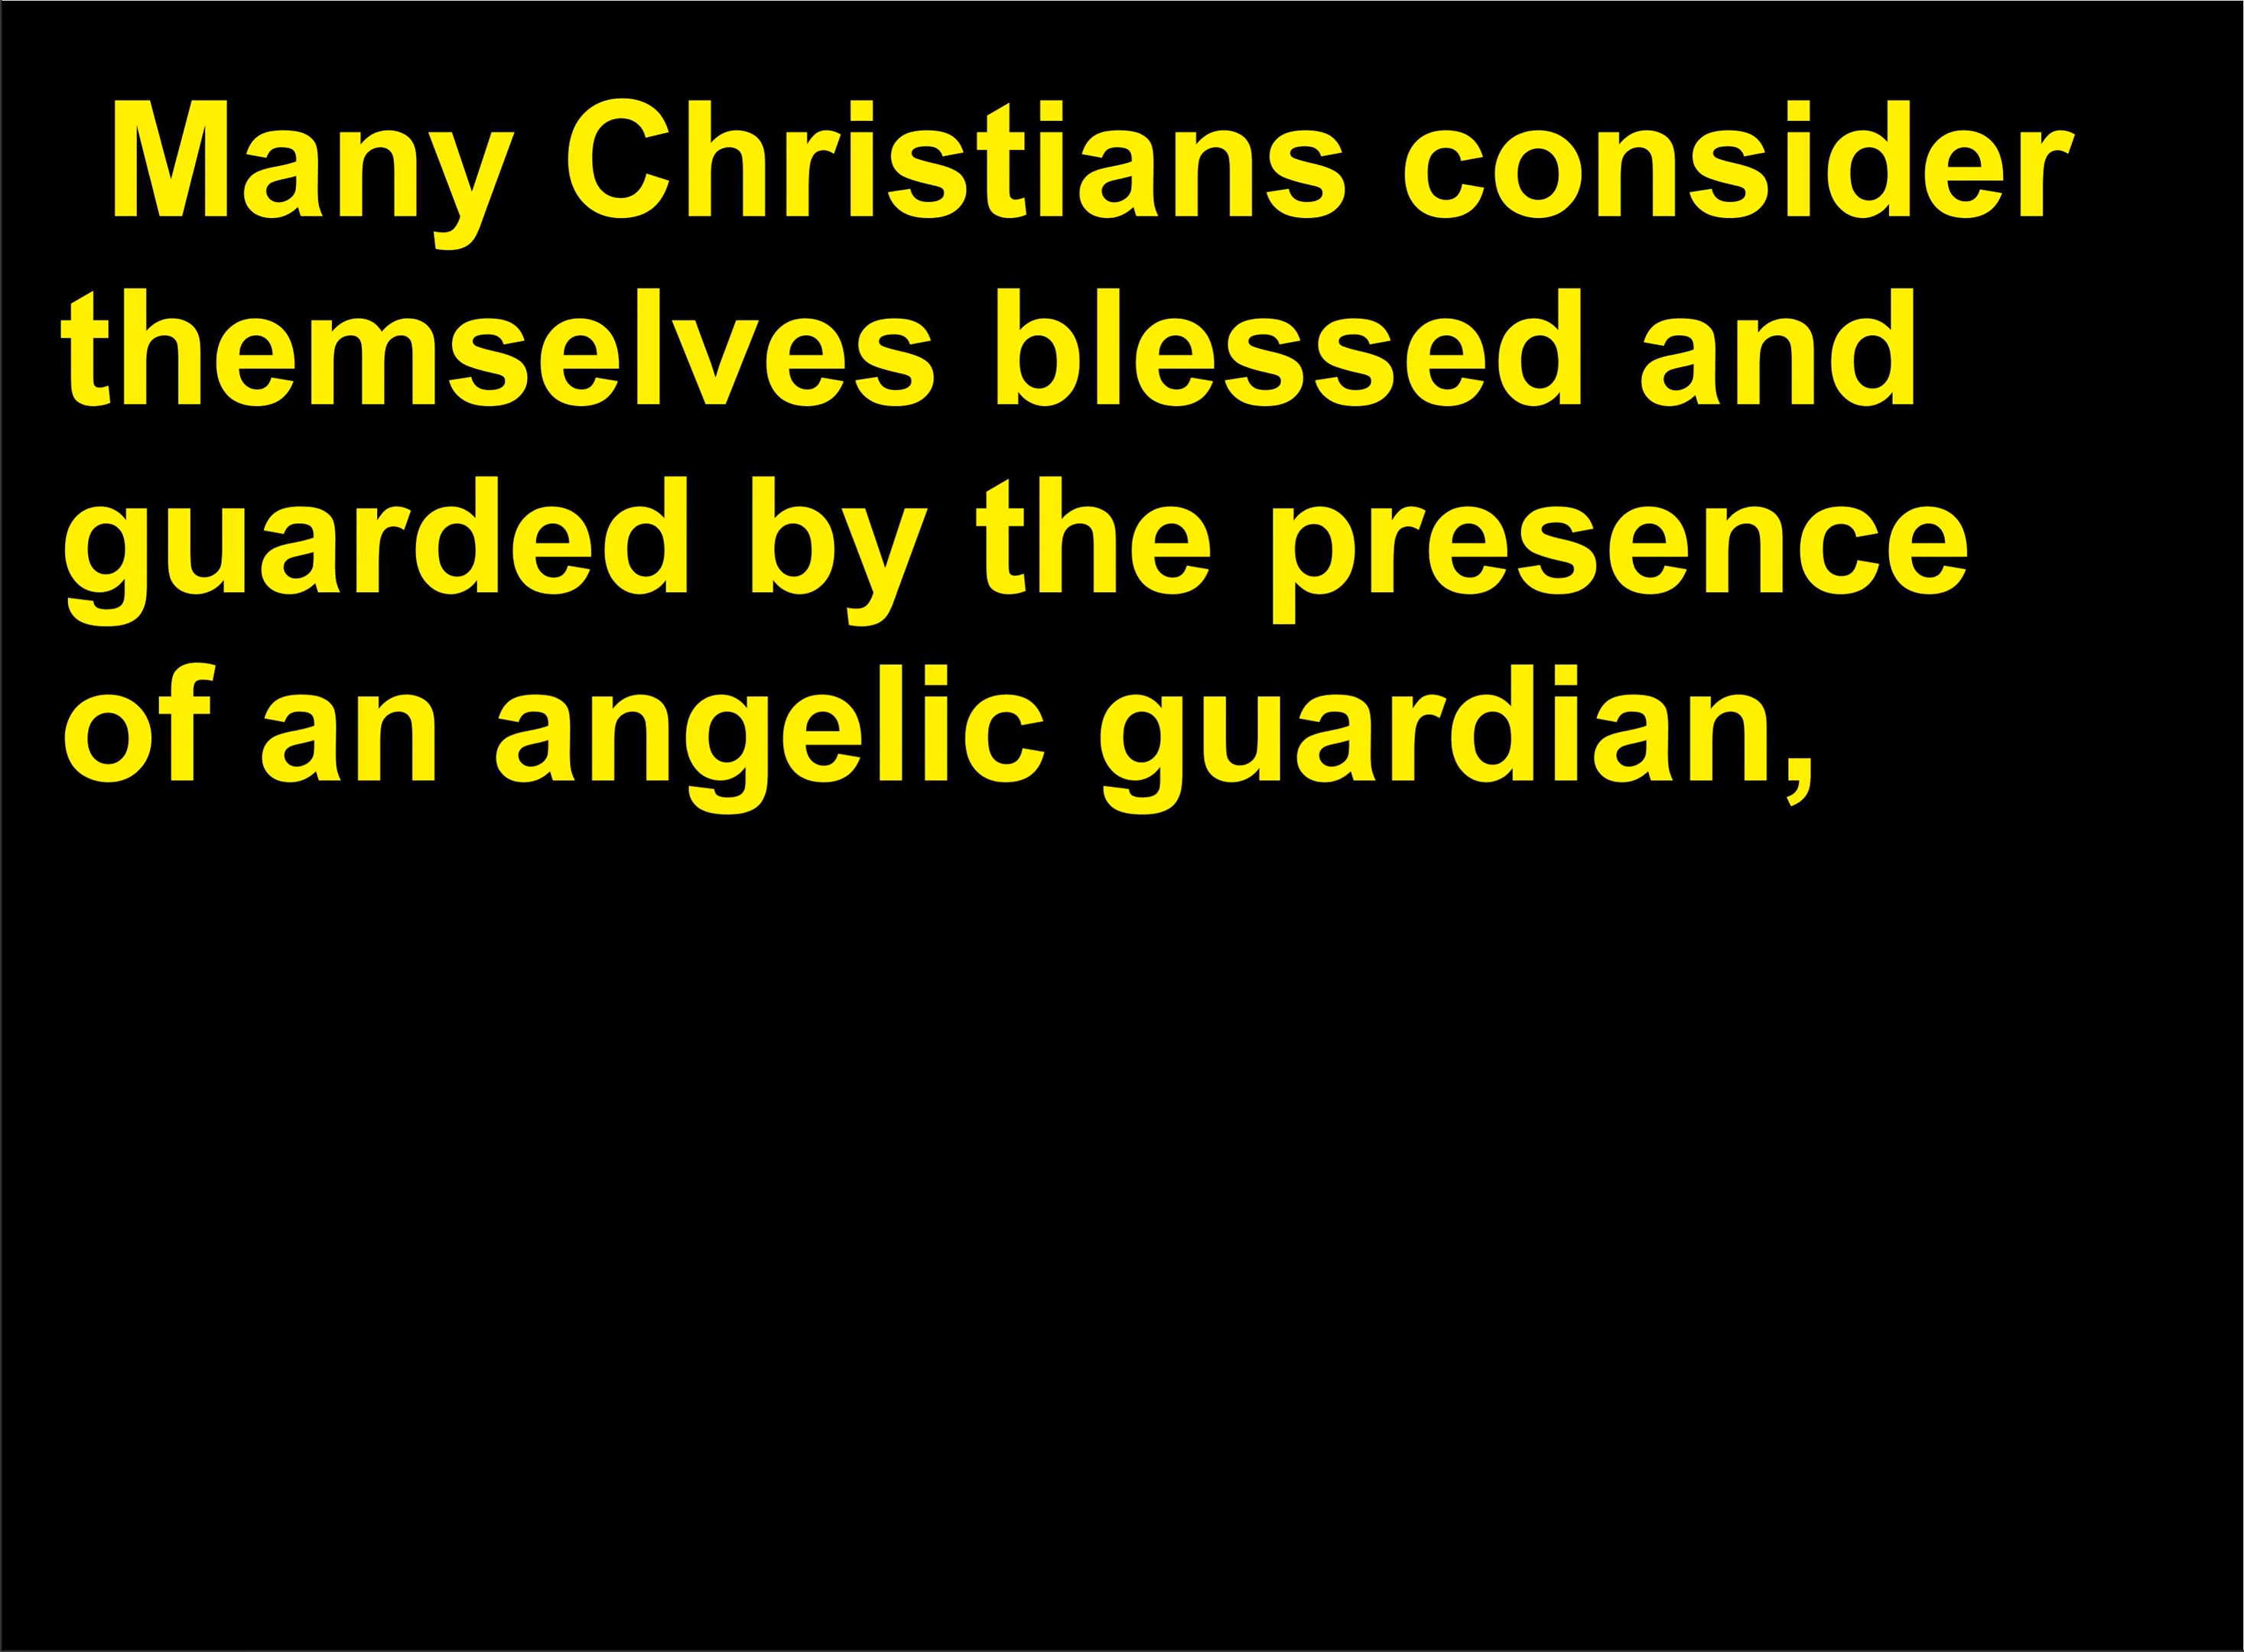 Many Christians consider
themselves blessed and
guarded by the presence
of an angelic guardian,